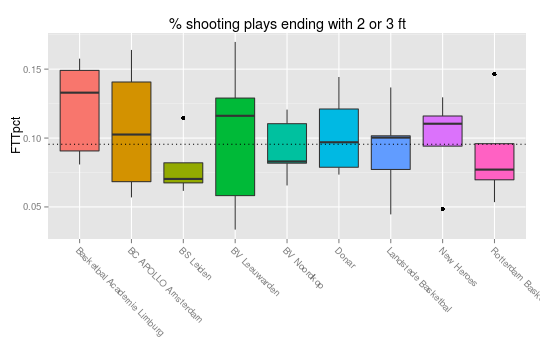 % shooting plays ending with 2 or 3 ft
FTTpct
0.15
0.10
0.05
Basketbal Academie Limburg
BC APOLLO Amsterdam
BS Leiden
BV Leeuwarden
BV Noordkop
Donar
Landstede Basketbal
New Heroes
Rotterdam Bask